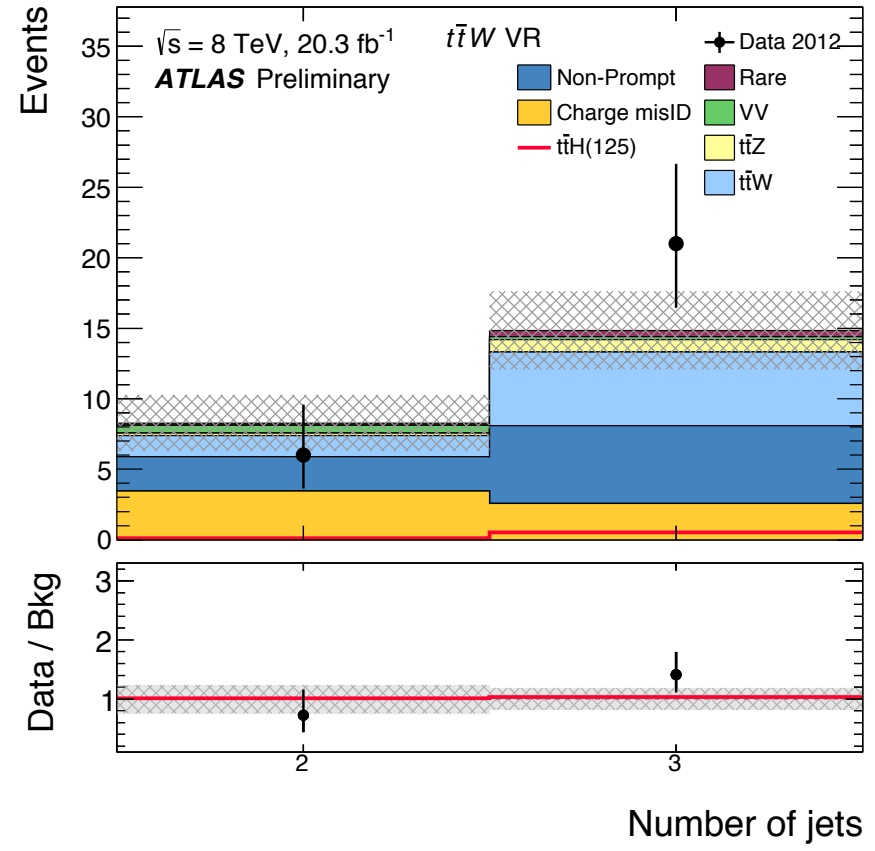 Events
35
30
25
20
15
10
5
0
√s = 8 TeV, 20.3 fb⁻¹
ATLAS Preliminary
tt̄W VR
Non-Prompt
Charge misID
tt̄H(125)
Data 2012
Rare
VV
tt̄Z
tt̄W
Data / Bkg
3
2
1
2 3
Number of jets